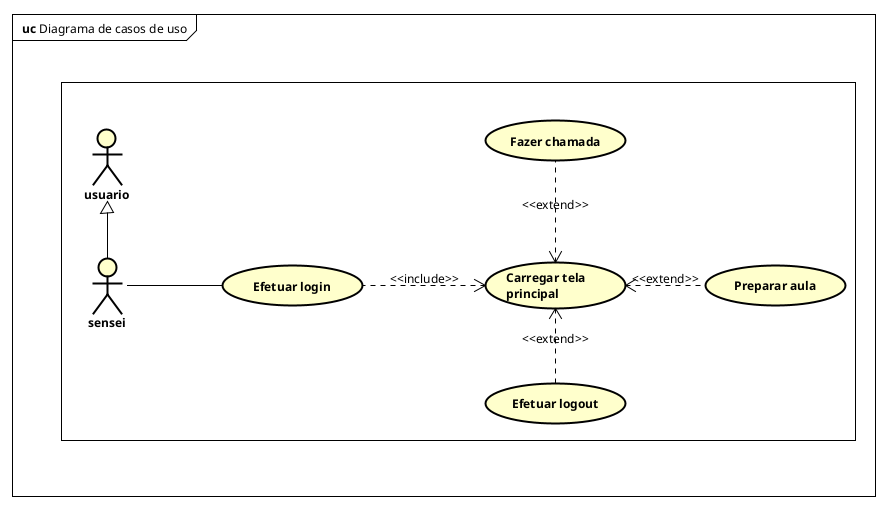 uc Diagrama de casos de uso
Fazer chamada
usuario
<<extend>>
Efetuar login
<<include>>
Carregar tela
principal
<<extend>>
Preparar aula
sensei
<<extend>>
Efetuar logout